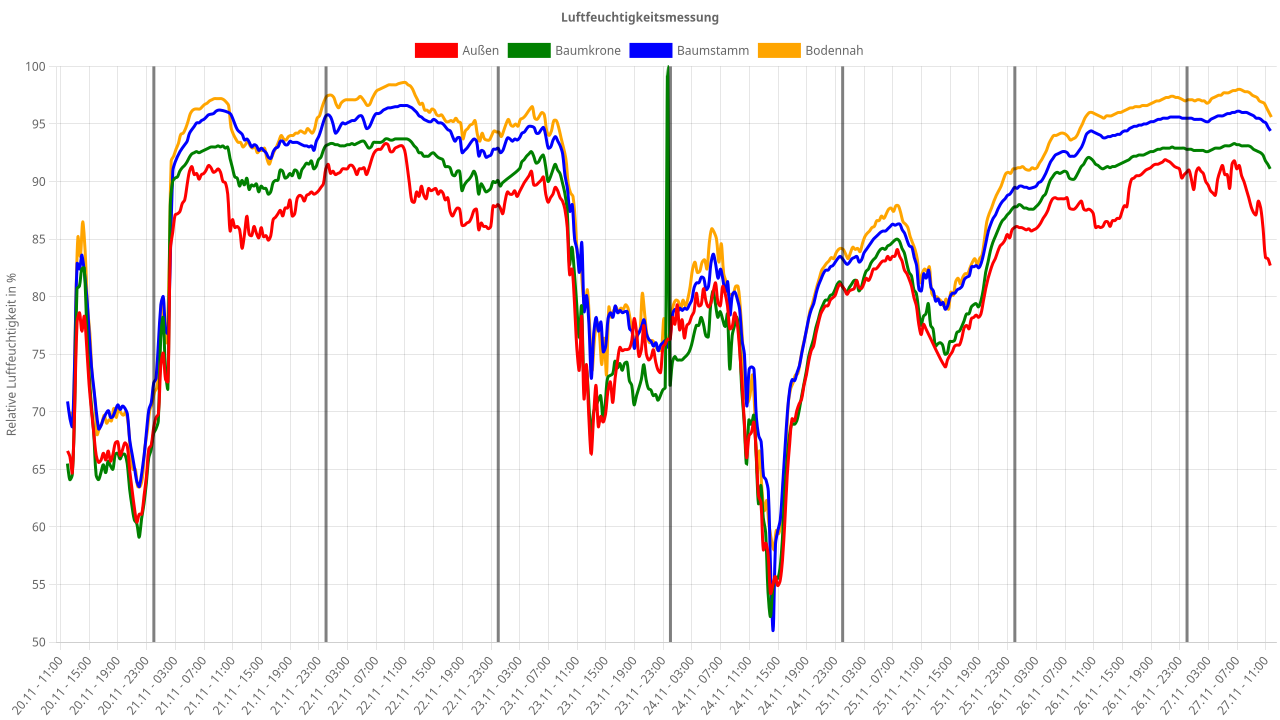 Luftfeuchtigkeitsmessung
Außen Baumkrone Baumstamm Bodennah
Relative Luftfeuchtigkeit in %
100
95
90
85
80
75
70
65
60
55
50
20.11 - 11:00
20.11 - 15:00
20.11 - 19:00
20.11 - 23:00
21.11 - 03:00
21.11 - 07:00
21.11 - 11:00
21.11 - 15:00
21.11 - 19:00
21.11 - 23:00
22.11 - 03:00
22.11 - 07:00
22.11 - 11:00
22.11 - 15:00
22.11 - 19:00
22.11 - 23:00
23.11 - 03:00
23.11 - 07:00
23.11 - 11:00
23.11 - 15:00
23.11 - 19:00
23.11 - 23:00
24.11 - 03:00
24.11 - 07:00
24.11 - 11:00
24.11 - 15:00
24.11 - 19:00
24.11 - 23:00
25.11 - 03:00
25.11 - 07:00
25.11 - 11:00
25.11 - 15:00
25.11 - 19:00
25.11 - 23:00
26.11 - 03:00
26.11 - 07:00
26.11 - 11:00
26.11 - 15:00
26.11 - 19:00
26.11 - 23:00
27.11 - 03:00
27.11 - 07:00
27.11 - 11:00